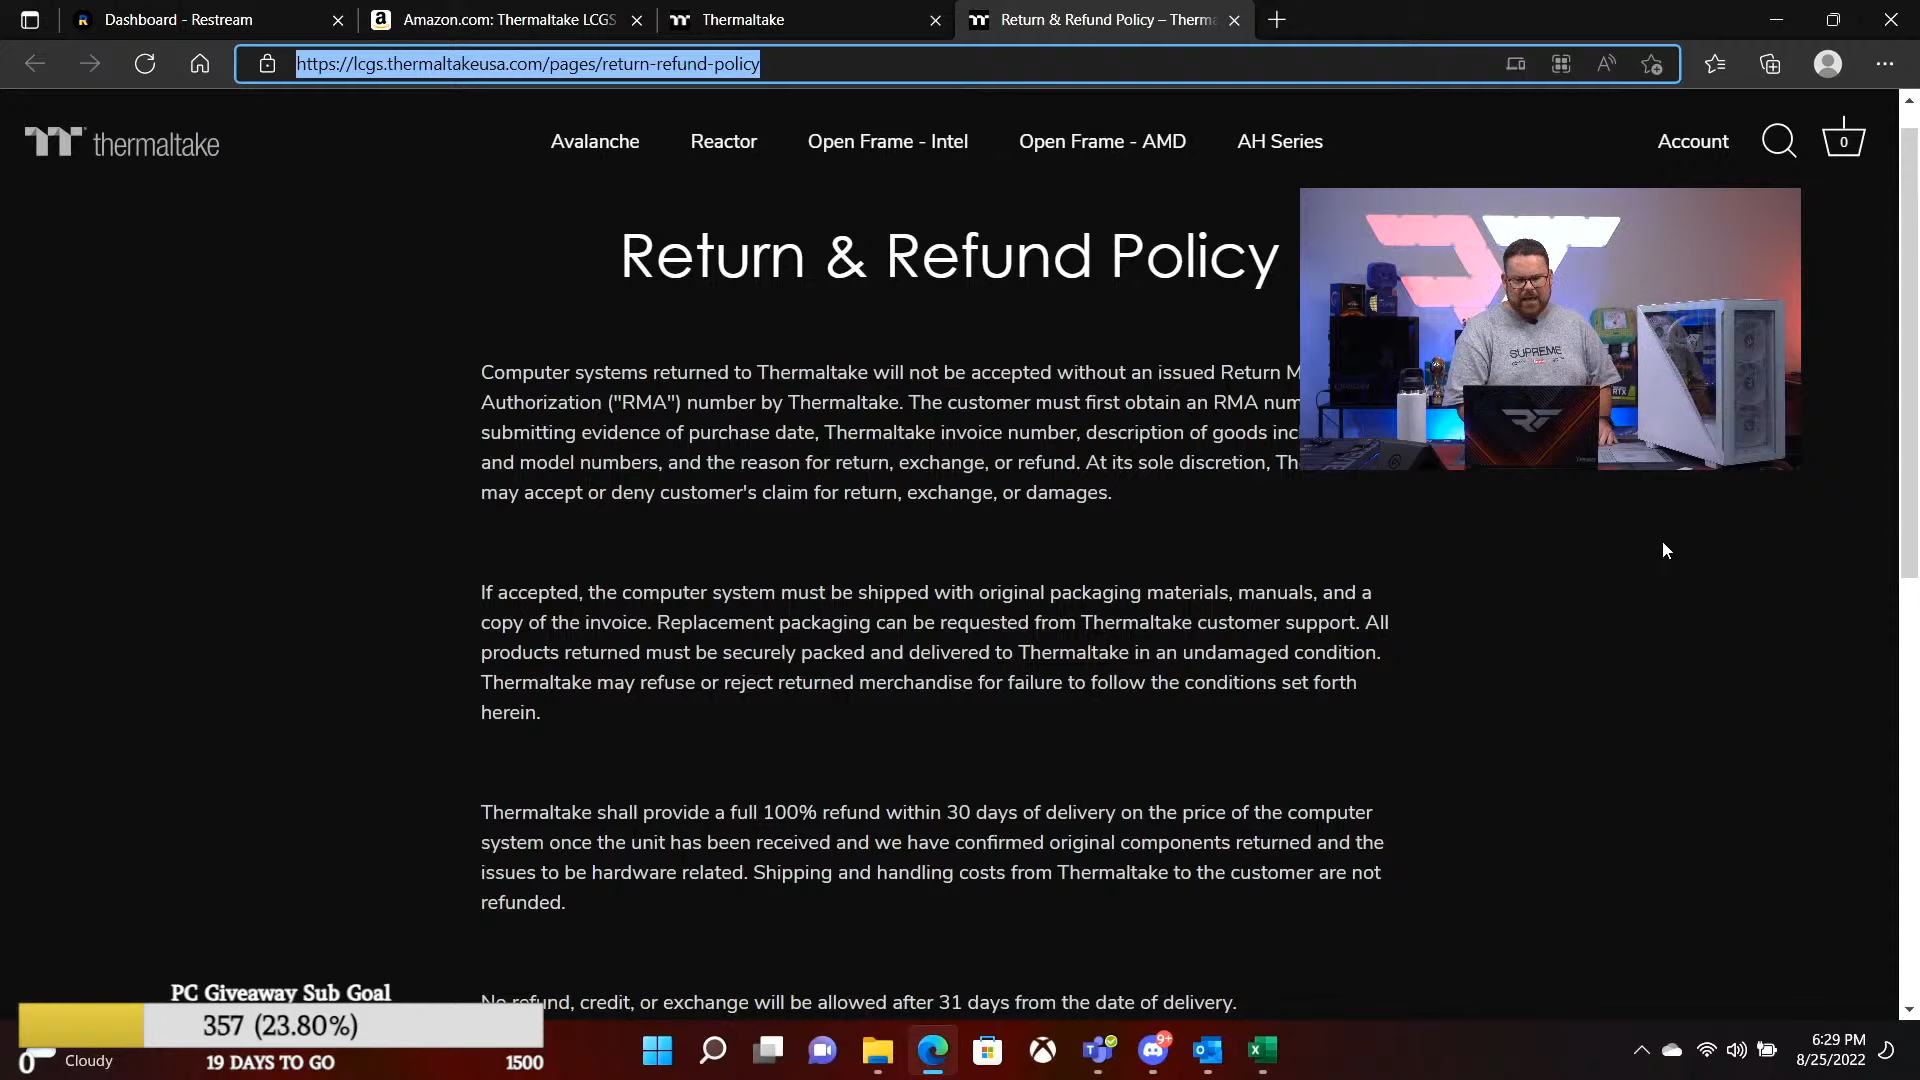 Dashboard - Restream
Amazon.com: Thermaltake LCGS
Thermaltake
Return & Refund Policy – Therma
https://lcgs.thermaltakeusa.com/pages/return-refund-policy
thermaltake
Avalanche
Reactor
Open Frame - Intel
Open Frame - AMD
AH Series
Account
0
Return & Refund Policy
Computer systems returned to Thermaltake will not be accepted without an issued Return M
Authorization ("RMA") number by Thermaltake. The customer must first obtain an RMA num
submitting evidence of purchase date, Thermaltake invoice number, description of goods incl
and model numbers, and the reason for return, exchange, or refund. At its sole discretion, Th
may accept or deny customer's claim for return, exchange, or damages.
SUPREME
If accepted, the computer system must be shipped with original packaging materials, manuals, and a
copy of the invoice. Replacement packaging can be requested from Thermaltake customer support. All
products returned must be securely packed and delivered to Thermaltake in an undamaged condition.
Thermaltake may refuse or reject returned merchandise for failure to follow the conditions set forth
herein.
Thermaltake shall provide a full 100% refund within 30 days of delivery on the price of the computer
system once the unit has been received and we have confirmed original components returned and the
issues to be hardware related. Shipping and handling costs from Thermaltake to the customer are not
refunded.
No refund, credit, or exchange will be allowed after 31 days from the date of delivery.
PC Giveaway Sub Goal
357 (23.80%)
0
Cloudy
19 DAYS TO GO
1500
9+
6:29 PM
8/25/2022